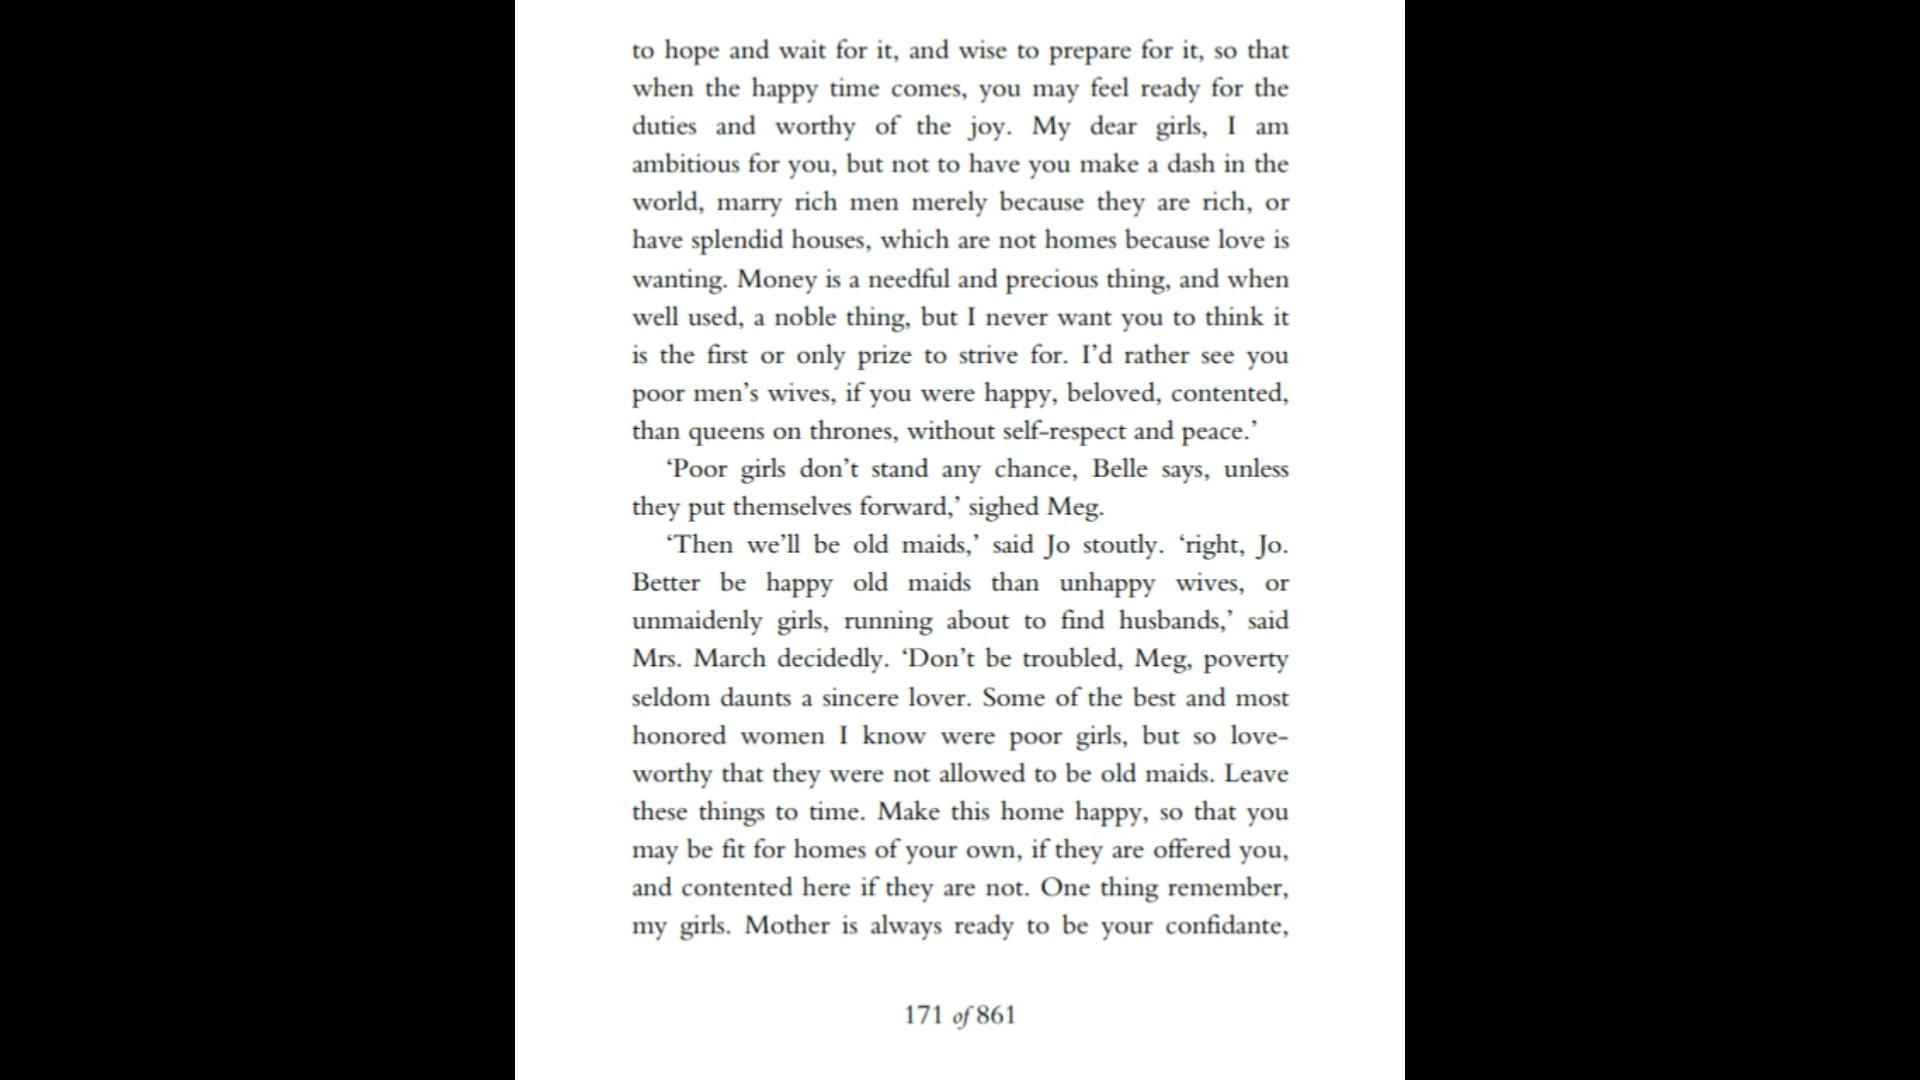 to hope and wait for it, and wise to prepare for it, so that
when the happy time comes, you may feel ready for the
duties and worthy of the joy. My dear girls, I am
ambitious for you, but not to have you make a dash in the
world, marry rich men merely because they are rich, or
have splendid houses, which are not homes because love is
wanting. Money is a needful and precious thing, and when
well used, a noble thing, but I never want you to think it
is the first or only prize to strive for. I’d rather see you
poor men’s wives, if you were happy, beloved, contented,
than queens on thrones, without self-respect and peace.’
‘Poor girls don’t stand any chance, Belle says, unless
they put themselves forward,’ sighed Meg.
‘Then we’ll be old maids,’ said Jo stoutly. ‘right, Jo.
Better be happy old maids than unhappy wives, or
unmaidenly girls, running about to find husbands,’ said
Mrs. March decidedly. ‘Don’t be troubled, Meg, poverty
seldom daunts a sincere lover. Some of the best and most
honored women I know were poor girls, but so love-
worthy that they were not allowed to be old maids. Leave
these things to time. Make this home happy, so that you
may be fit for homes of your own, if they are offered you,
and contented here if they are not. One thing remember,
my girls. Mother is always ready to be your confidante,
171 of 861